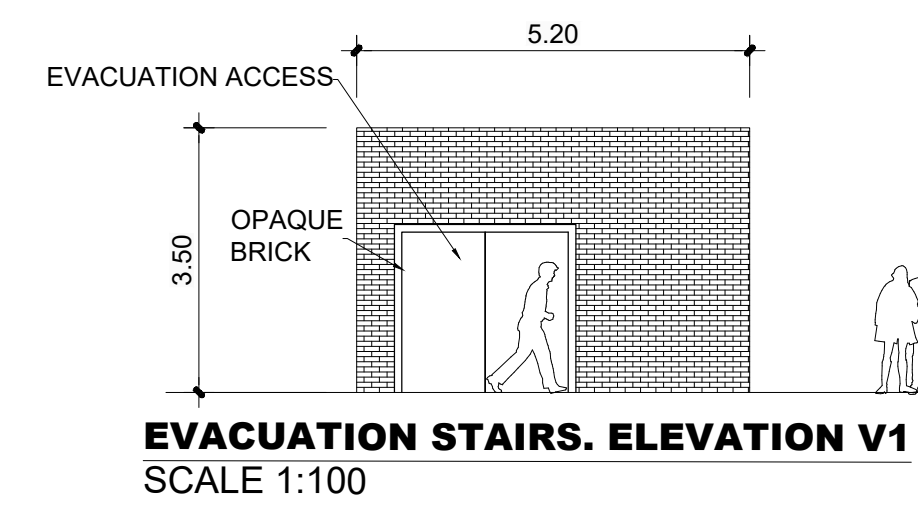 5.20
EVACUATION ACCESS
OPAQUE
BRICK
3.50
EVACUATION STAIRS. ELEVATION V1
SCALE 1:100